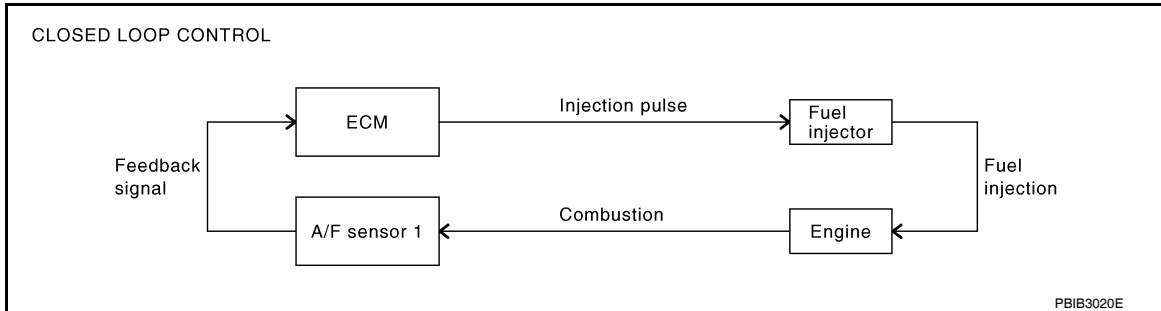 CLOSED LOOP CONTROL
ECM
Injection pulse
Fuel
injector
Feedback
signal
Fuel
injection
A/F sensor 1
Combustion
Engine
PBIB3020E